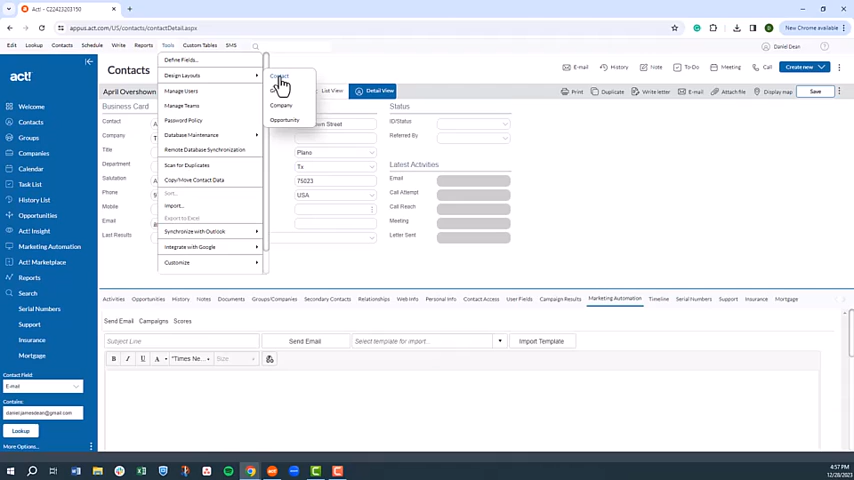 appus.act.com/US/contacts/contactDetail.aspx
New Chrome available
Edit Lookup Contacts Schedule Write Reports Tools Custom Tables SMS
Daniel Dean
act!
Contacts
E-mail Call Note To-Do Meeting Call Create new
April Overshown
List View Detail View
Print Duplicate Write letter E-mail Attach file Display map Save
Welcome
Contacts
Groups
Companies
Calendar
Task List
History List
Opportunities
Act! Insight
Marketing Automation
Act! Marketplace
Reports
Search
Serial Numbers
Support
Insurance
Mortgage
Contact Field:
E-mail
Contains:
daniel.jamesdean@gmail.com
Lookup
More Options...
Business Card
Contact
Company
Title
Department
Salutation
Phone
Mobile
Email
Last Results
Define Fields...
Design Layouts
Manage Users
Manage Teams
Password Policy
Database Maintenance
Remote Database Synchronization
Scan for Duplicates
Copy/Move Contact Data
Sort...
Import...
Export to Excel
Synchronize with Outlook
Integrate with Google
Customize
Contact
Company
Opportunity
Plano
Tx
75023
USA
Status
ID/Status
Referred By
Latest Activities
Email
Call Attempt
Call Reach
Meeting
Letter Sent
Activities Opportunities History Notes Documents Groups/Companies Secondary Contacts Relationships Web Info Personal Info Contact Access User Fields Campaign Results Marketing Automation Timeline Serial Numbers Support Insurance Mortgage
Send Email Campaigns Scores
Subject Line Send Email Select template for import... Import Template
B I U A "Times Ne... Size
4:57 PM
12/28/2023